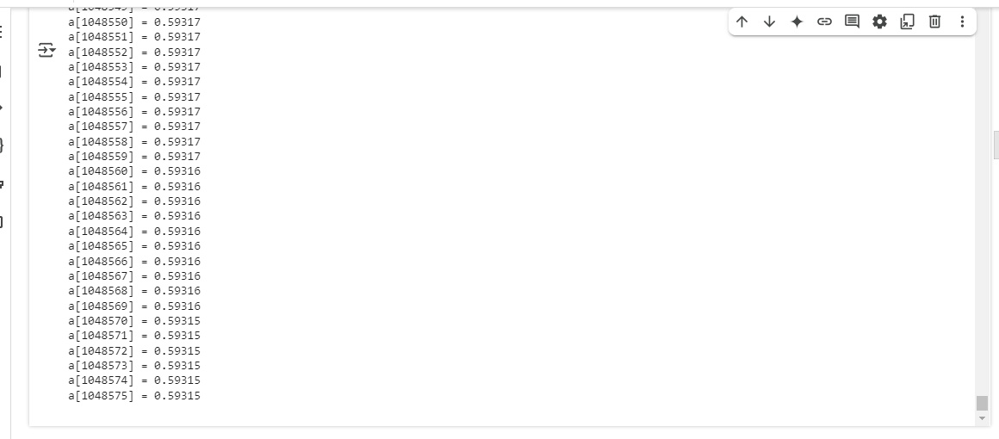 a[1048549] = 0.59317
a[1048550] = 0.59317
a[1048551] = 0.59317
a[1048552] = 0.59317
a[1048553] = 0.59317
a[1048554] = 0.59317
a[1048555] = 0.59317
a[1048556] = 0.59317
a[1048557] = 0.59317
a[1048558] = 0.59317
a[1048559] = 0.59317
a[1048560] = 0.59316
a[1048561] = 0.59316
a[1048562] = 0.59316
a[1048563] = 0.59316
a[1048564] = 0.59316
a[1048565] = 0.59316
a[1048566] = 0.59316
a[1048567] = 0.59316
a[1048568] = 0.59316
a[1048569] = 0.59316
a[1048570] = 0.59315
a[1048571] = 0.59315
a[1048572] = 0.59315
a[1048573] = 0.59315
a[1048574] = 0.59315
a[1048575] = 0.59315